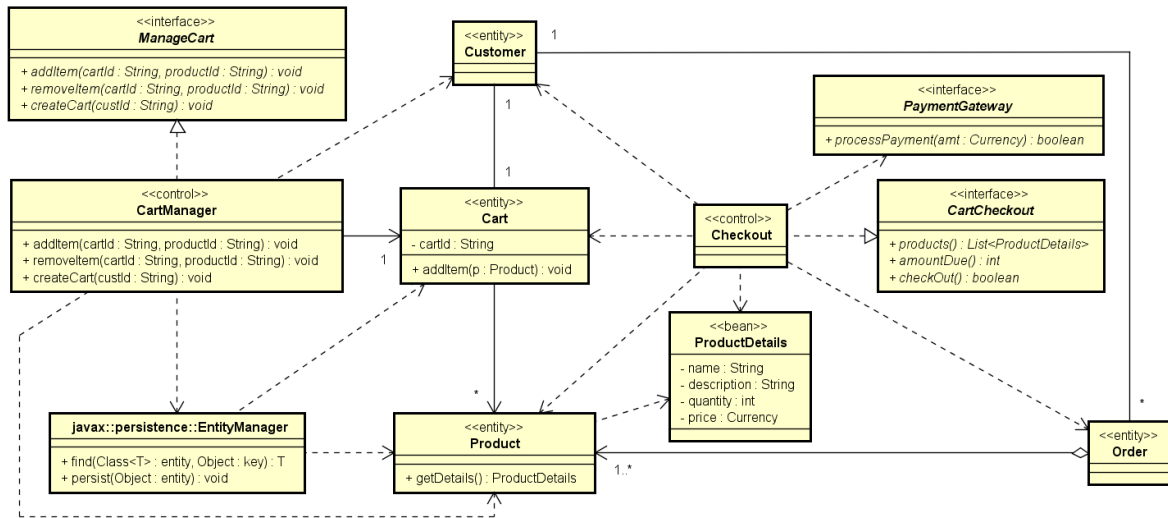 <<interface>>
ManageCart
+ addItem(cartId : String, productId : String) : void
+ removeItem(cartId : String, productId : String) : void
+ createCart(custId : String) : void
<<entity>>
Customer
1
1
1
<<interface>>
PaymentGateway
+ processPayment(amt : Currency) : boolean
<<control>>
CartManager
+ addItem(cartId : String, productId : String) : void
+ removeItem(cartId : String, productId : String) : void
+ createCart(custId : String) : void
1
<<entity>>
Cart
- cartId : String
+ addItem(p : Product) : void
<<control>>
Checkout
<<interface>>
CartCheckout
+ products() : List<ProductDetails>
+ amountDue() : int
+ checkOut() : boolean
<<bean>>
ProductDetails
- name : String
- description : String
- quantity : int
- price : Currency
*
*
javax::persistence::EntityManager
+ find(Class<T> : entity, Object : key) : T
+ persist(Object : entity) : void
<<entity>>
Product
+ getDetails() : ProductDetails
1..*
<<entity>>
Order